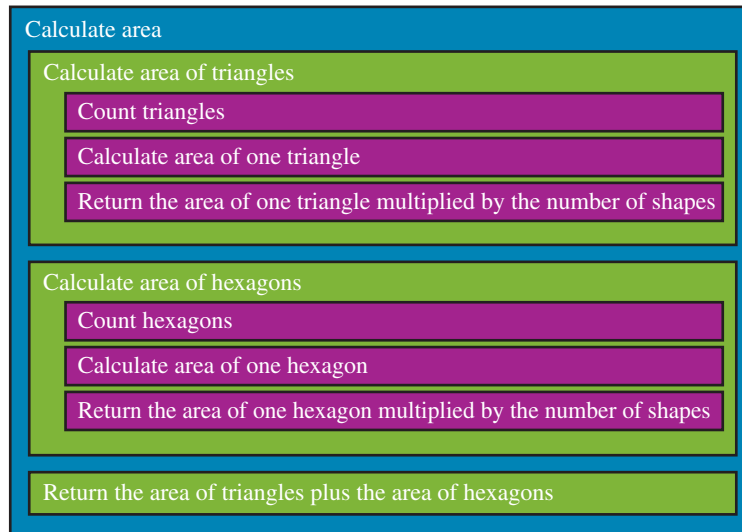 Calculate area
Calculate area of triangles
Count triangles
Calculate area of one triangle
Return the area of one triangle multiplied by the number of shapes
Calculate area of hexagons
Count hexagons
Calculate area of one hexagon
Return the area of one hexagon multiplied by the number of shapes
Return the area of triangles plus the area of hexagons